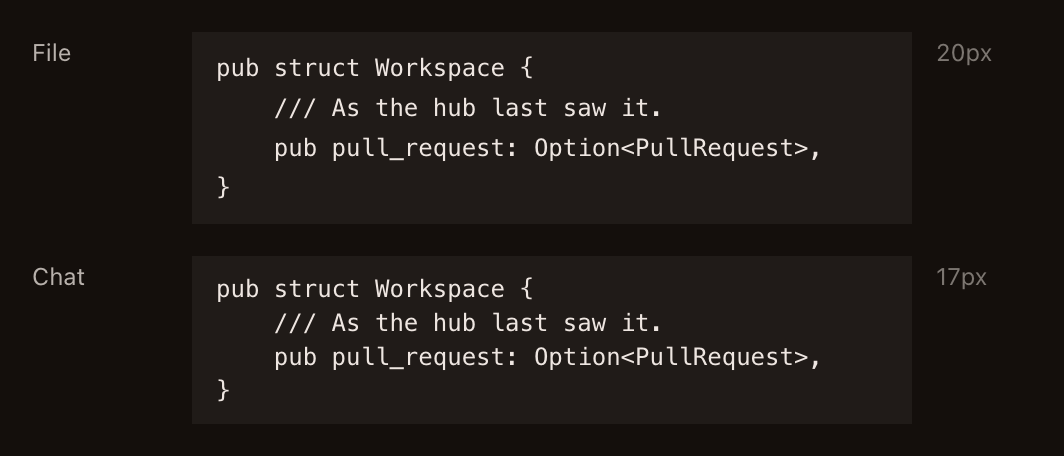 File
pub struct Workspace {
    /// As the hub last saw it.
    pub pull_request: Option<PullRequest>,
}
20px
Chat
pub struct Workspace {
    /// As the hub last saw it.
    pub pull_request: Option<PullRequest>,
}
17px